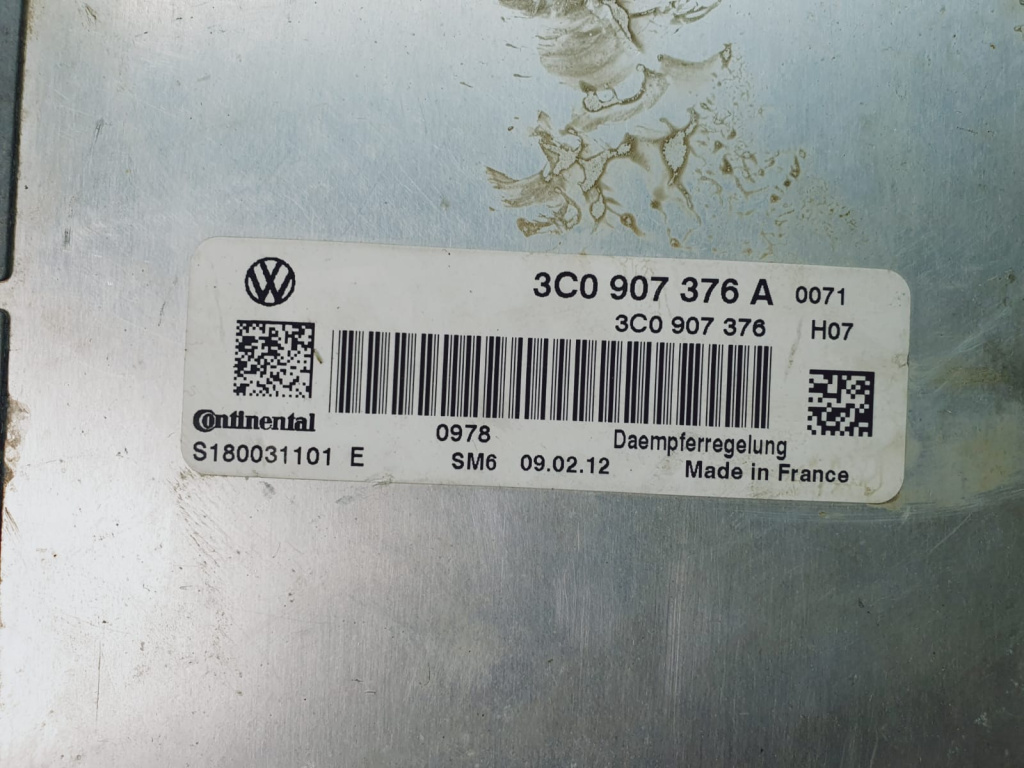 3C0 907 376 A 0071
3C0 907 376 H07
Continental
S180031101 E
0978
SM6 09.02.12
Daempferregelung
Made in France